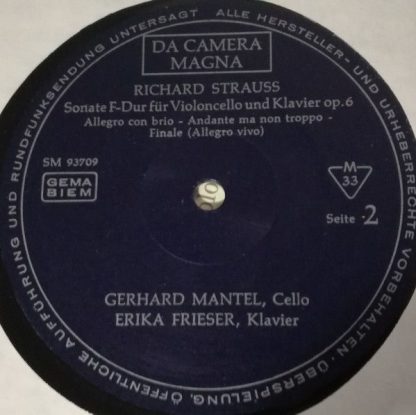 DA CAMERA
MAGNA
RICHARD STRAUSS
Sonate F-Dur für Violoncello und Klavier op. 6
Allegro con brio - Andante ma non troppo -
Finale (Allegro vivo)
SM 93709
GEMA
BIEM
M
33
Seite 2
GERHARD MANTEL, Cello
ERIKA FRIESER, Klavier
ALLE HERSTELLER- UND URHEBERRECHTE VORBEHALTEN · ÜBERSPIELUNG, ÖFFENTLICHE AUFFÜHRUNG UND RUNDFUNKSENDUNG UNTERSAGT